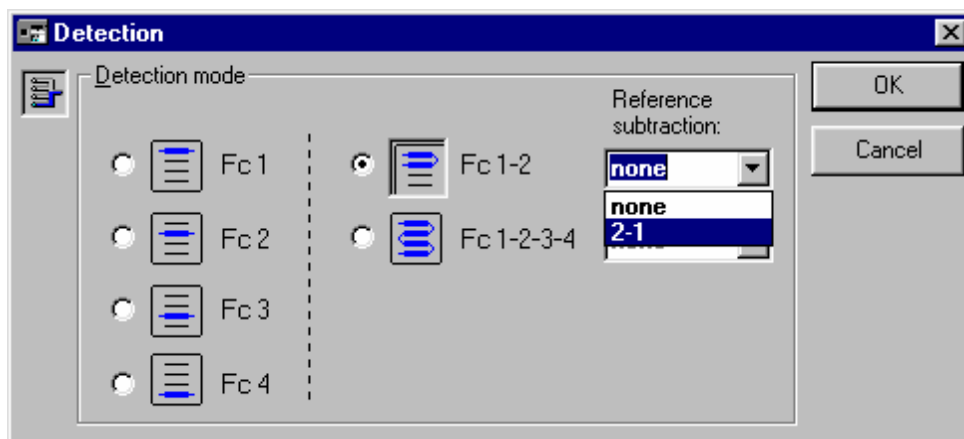 Detection
Detection mode
OK
Cancel
Reference
subtraction:
Fc 1
Fc 1-2
none
none
2-1
Fc 2
Fc 1-2-3-4
none
Fc 3
Fc 4